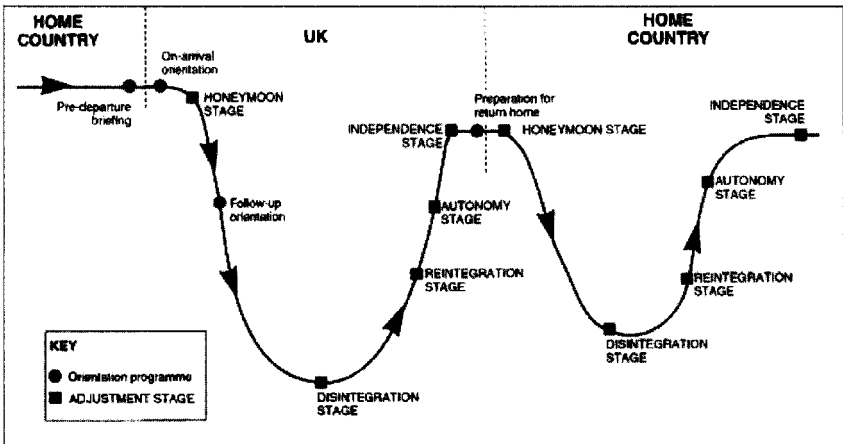 HOME
COUNTRY
UK
HOME
COUNTRY
On-arrival
orientation
Pre-departure
briefing
HONEYMOON
STAGE
Follow-up
orientation
DISINTEGRATION
STAGE
REINTEGRATION
STAGE
AUTONOMY
STAGE
INDEPENDENCE
STAGE
Preparation for
return home
HONEYMOON STAGE
DISINTEGRATION
STAGE
REINTEGRATION
STAGE
AUTONOMY
STAGE
INDEPENDENCE
STAGE
KEY
Orientation programme
ADJUSTMENT STAGE